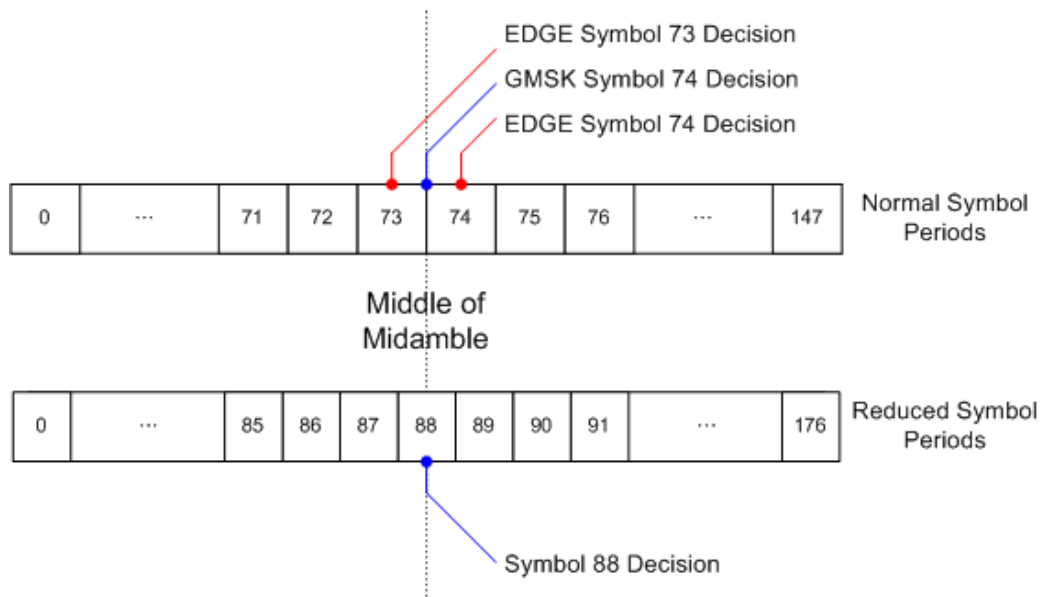 EDGE Symbol 73 Decision
GMSK Symbol 74 Decision
EDGE Symbol 74 Decision
0 ... 71 72 73 74 75 76 ... 147
Normal Symbol
Periods
Middle of
Midamble
0 ... 85 86 87 88 89 90 91 ... 176
Reduced Symbol
Periods
Symbol 88 Decision